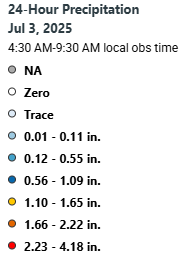 24-Hour Precipitation
Jul 3, 2025
4:30 AM-9:30 AM local obs time
NA
Zero
Trace
0.01 - 0.11 in.
0.12 - 0.55 in.
0.56 - 1.09 in.
1.10 - 1.65 in.
1.66 - 2.22 in.
2.23 - 4.18 in.